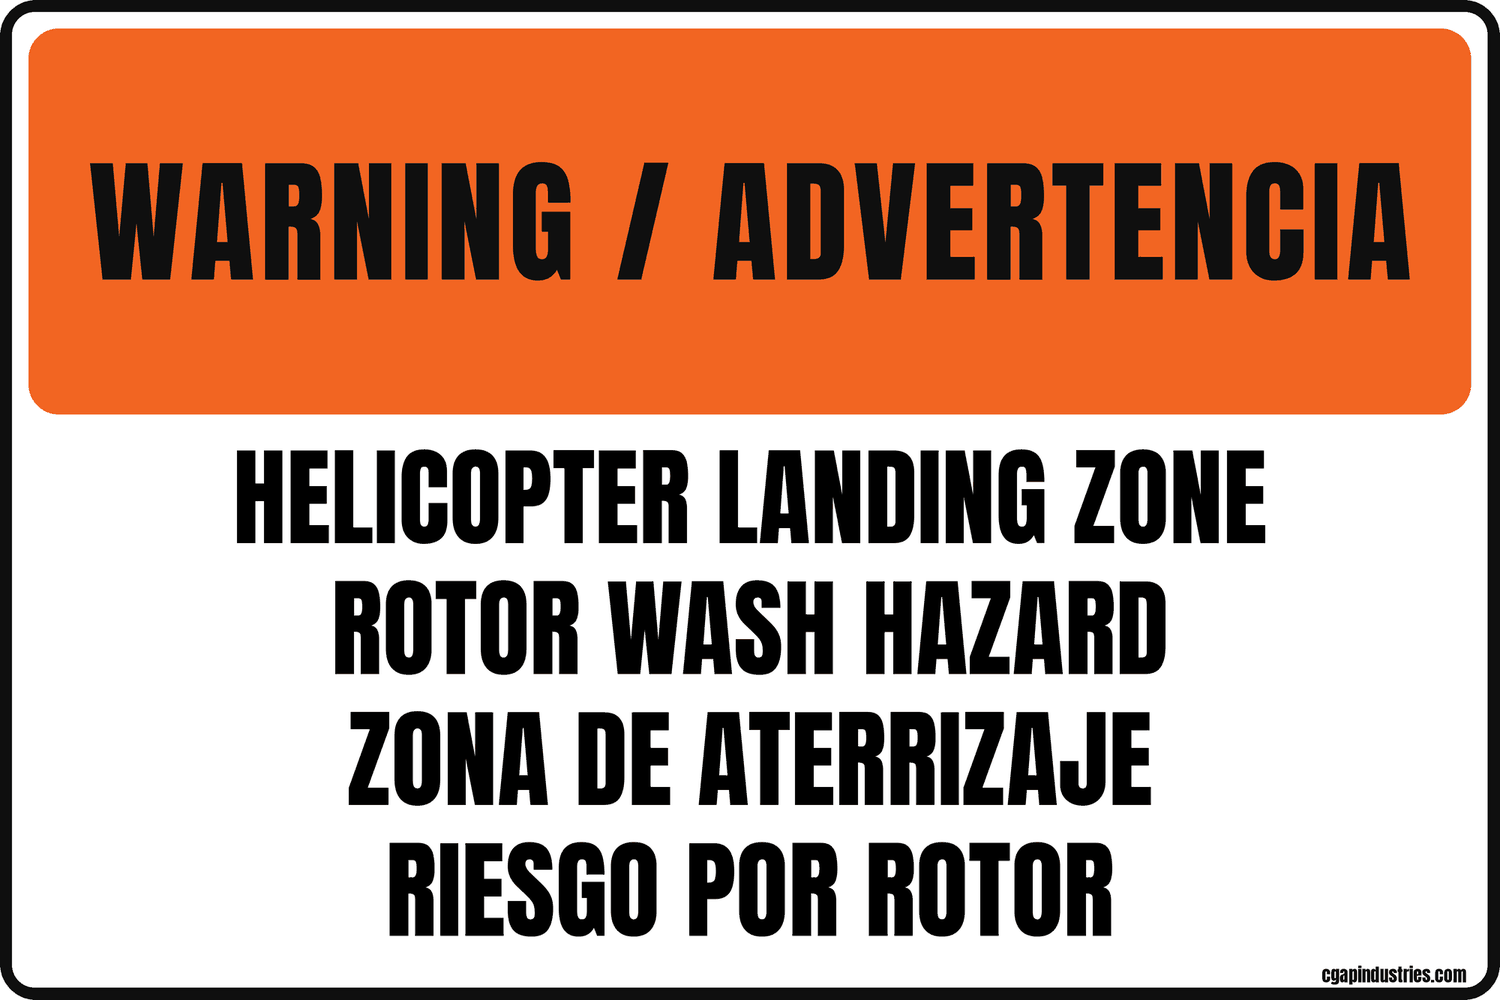 WARNING / ADVERTENCIA
HELICOPTER LANDING ZONE
ROTOR WASH HAZARD
ZONA DE ATERRIZAJE
RIESGO POR ROTOR
cgapindustries.com